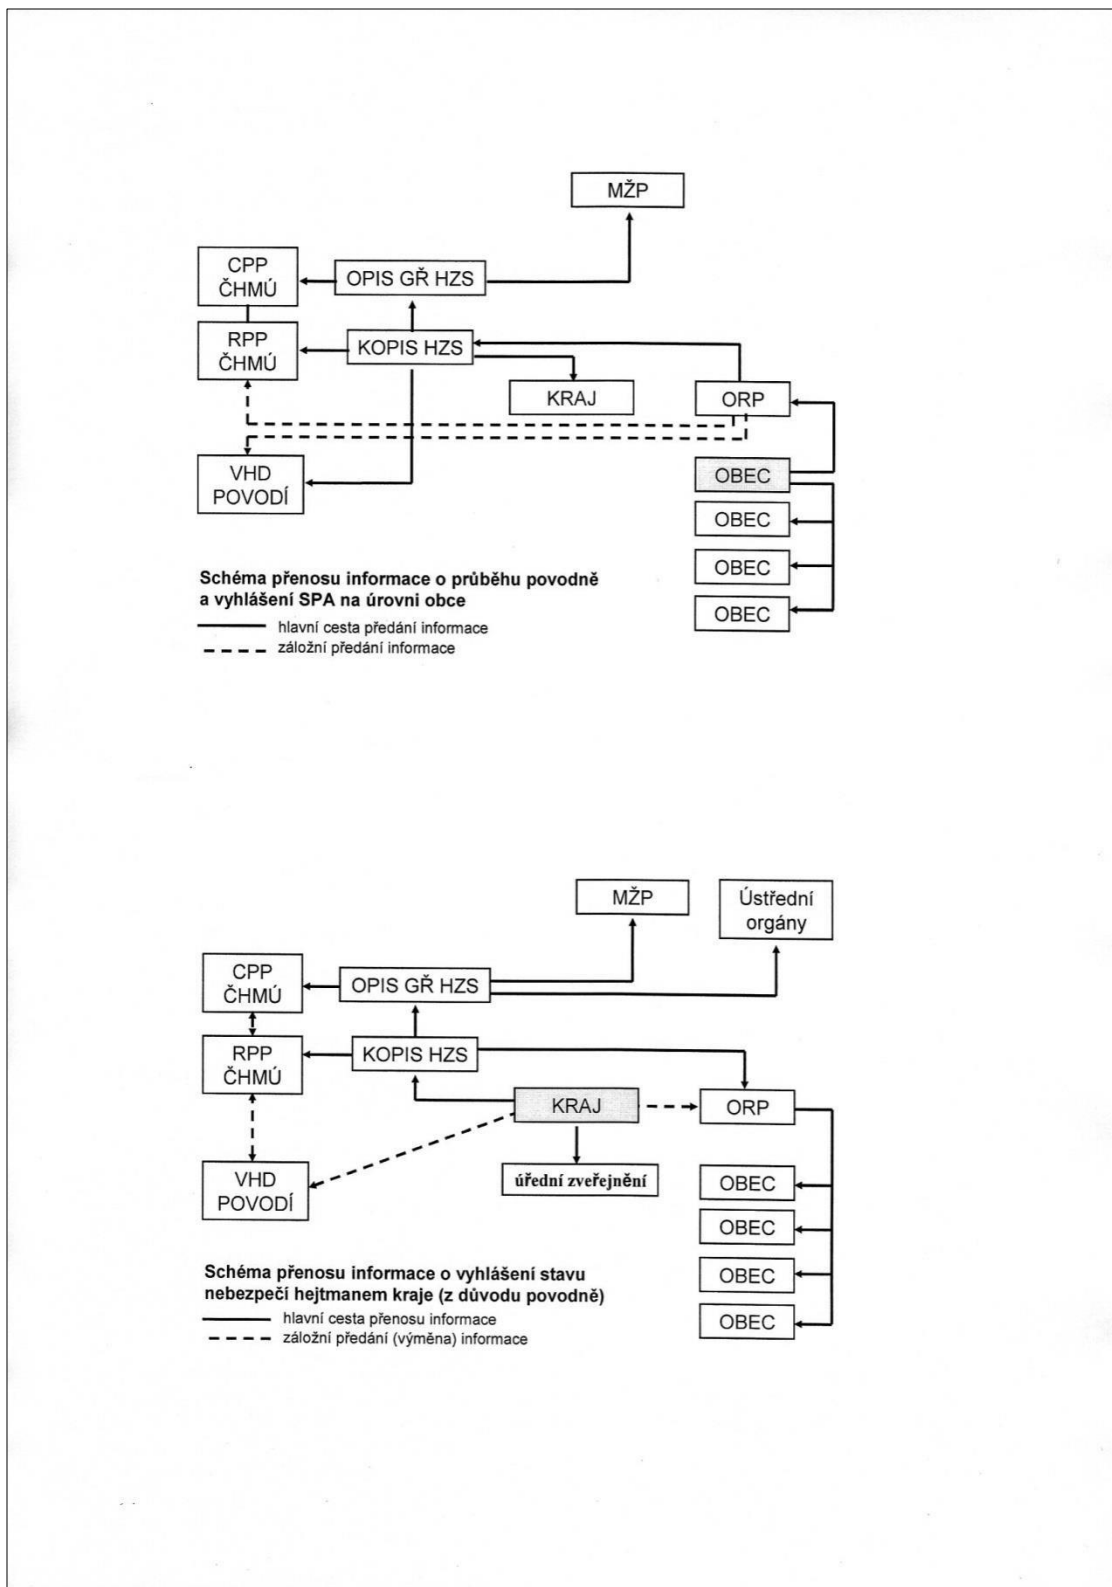 MŽP
CPP
ČHMÚ
OPIS GŘ HZS
RPP
ČHMÚ
KOPIS HZS
KRAJ
ORP
VHD
POVODÍ
OBEC
OBEC
OBEC
OBEC
Schéma přenosu informace o průběhu povodně
a vyhlášení SPA na úrovni obce
hlavní cesta předání informace
záložní předání informace
MŽP
Ústřední
orgány
CPP
ČHMÚ
OPIS GŘ HZS
RPP
ČHMÚ
KOPIS HZS
KRAJ
ORP
VHD
POVODÍ
úřední zveřejnění
OBEC
OBEC
OBEC
OBEC
Schéma přenosu informace o vyhlášení stavu
nebezpečí hejtmanem kraje (z důvodu povodně)
hlavní cesta přenosu informace
záložní předání (výměna) informace